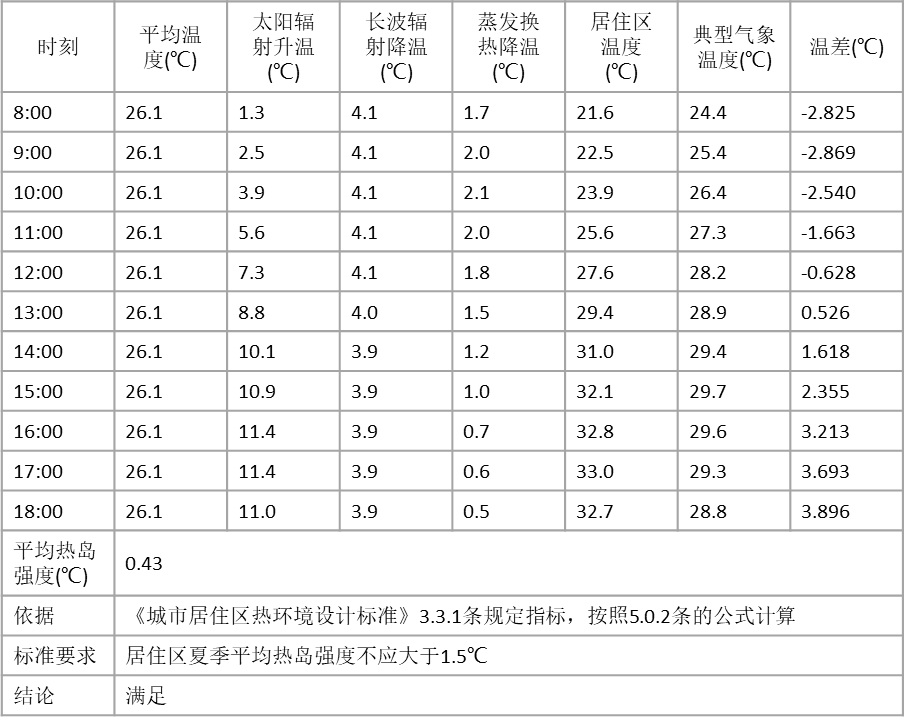 时刻 平均温度(℃) 太阳辐射升温(℃) 长波辐射降温(℃) 蒸发换热降温(℃) 居住区温度(℃) 典型气象温度(℃) 温差(℃)
8:00 26.1 1.3 4.1 1.7 21.6 24.4 -2.825
9:00 26.1 2.5 4.1 2.0 22.5 25.4 -2.869
10:00 26.1 3.9 4.1 2.1 23.9 26.4 -2.540
11:00 26.1 5.6 4.1 2.0 25.6 27.3 -1.663
12:00 26.1 7.3 4.1 1.8 27.6 28.2 -0.628
13:00 26.1 8.8 4.0 1.5 29.4 28.9 0.526
14:00 26.1 10.1 3.9 1.2 31.0 29.4 1.618
15:00 26.1 10.9 3.9 1.0 32.1 29.7 2.355
16:00 26.1 11.4 3.9 0.7 32.8 29.6 3.213
17:00 26.1 11.4 3.9 0.6 33.0 29.3 3.693
18:00 26.1 11.0 3.9 0.5 32.7 28.8 3.896
平均热岛强度(℃) 0.43
依据 《城市居住区热环境设计标准》3.3.1条规定指标，按照5.0.2条的公式计算
标准要求 居住区夏季平均热岛强度不应大于1.5℃
结论 满足